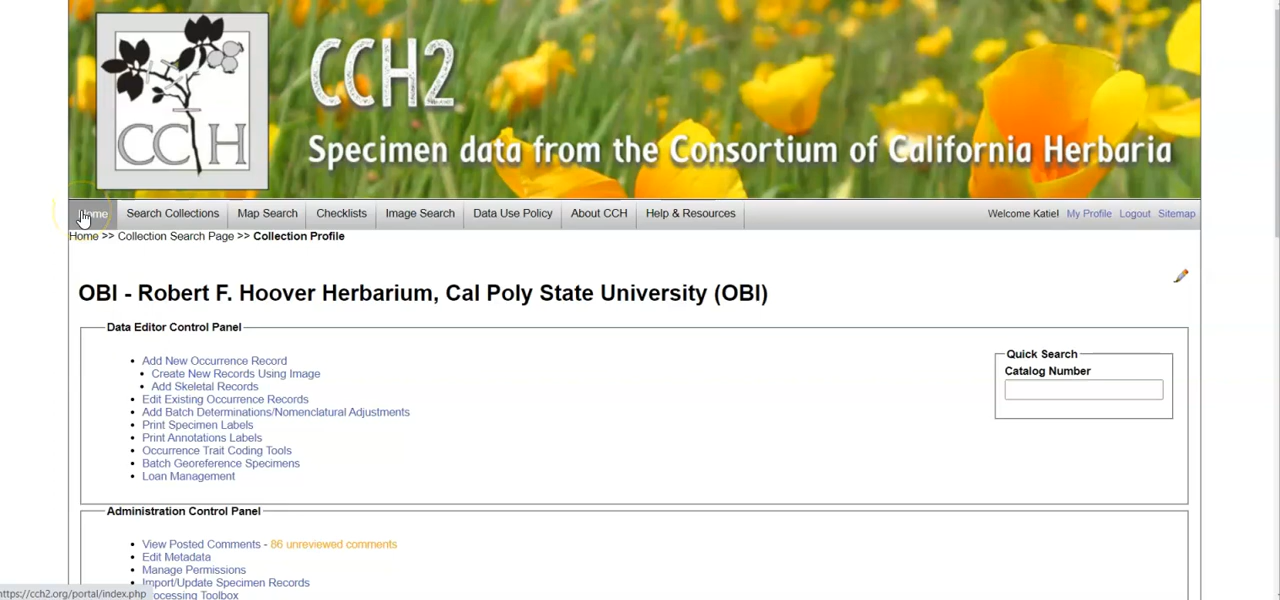 CCH
CCH2
Specimen data from the Consortium of California Herbaria
Home Search Collections Map Search Checklists Image Search Data Use Policy About CCH Help & Resources Welcome Katie! My Profile Logout Sitemap
Home >> Collection Search Page >> Collection Profile
OBI - Robert F. Hoover Herbarium, Cal Poly State University (OBI)
Data Editor Control Panel
Add New Occurrence Record
Create New Records Using Image
Add Skeletal Records
Edit Existing Occurrence Records
Add Batch Determinations/Nomenclatural Adjustments
Print Specimen Labels
Print Annotations Labels
Occurrence Trait Coding Tools
Batch Georeference Specimens
Loan Management
Quick Search
Catalog Number
Administration Control Panel
View Posted Comments - 86 unreviewed comments
Edit Metadata
Manage Permissions
Import/Update Specimen Records
ocessing Toolbox
https://cch2.org/portal/index.php